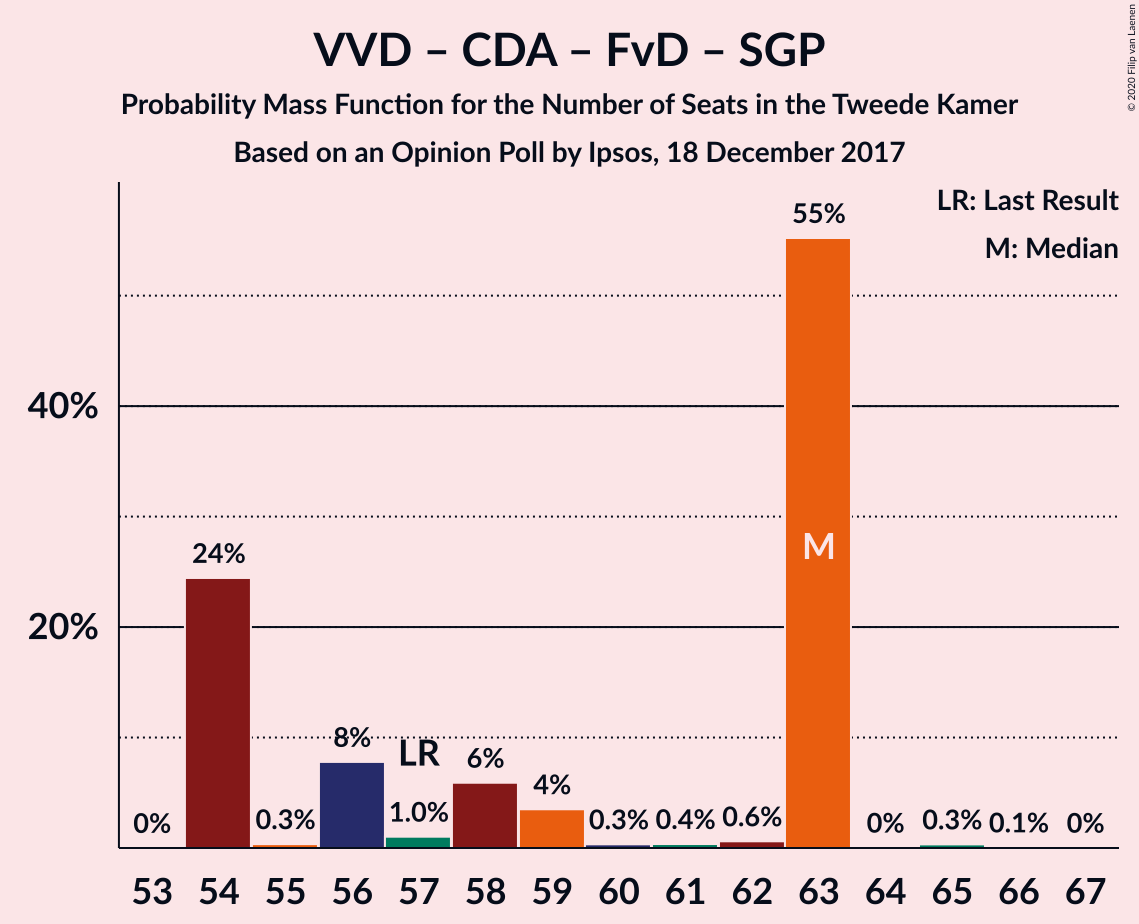 VVD – CDA – FvD – SGP
Probability Mass Function for the Number of Seats in the Tweede Kamer
Based on an Opinion Poll by Ipsos, 18 December 2017
© 2020 Filip van Laenen
LR: Last Result
M: Median
55%
40%
M
24%
20%
8%
LR
6%
4%
0%
0.3%
1.0%
0.3%
0.4%
0.6%
0%
0.3%
0.1%
0%
53 54 55 56 57 58 59 60 61 62 63 64 65 66 67